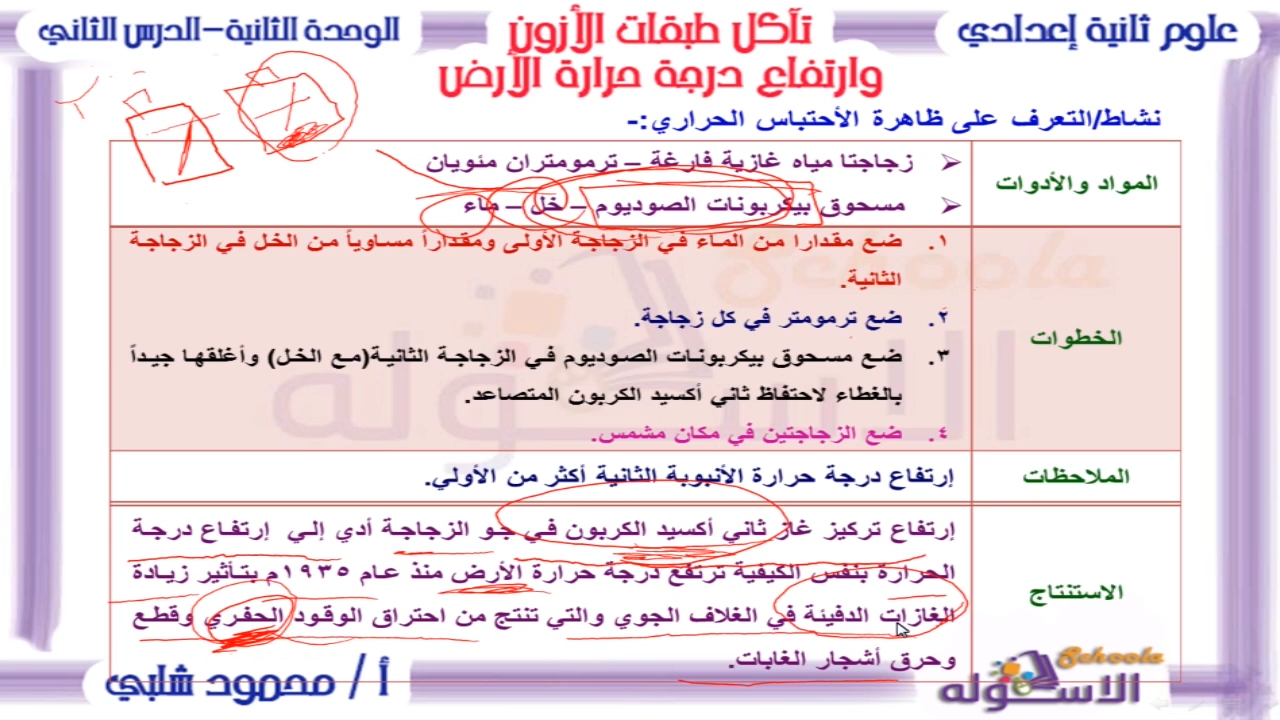 علوم ثانية إعدادي
تآكل طبقات الأزون
وارتفاع درجة حرارة الأرض
الوحدة الثانية-الدرس الثاني
نشاط/التعرف على ظاهرة الأحتباس الحراري:-
المواد والأدوات
زجاجتا مياه غازية فارغة – ترمومتران مئويان
مسحوق بيكربونات الصوديوم – خل – ماء
الخطوات
١. ضع مقدارا من الماء في الزجاجة الأولى ومقداراً مساوياً من الخل في الزجاجة
الثانية.
٢. ضع ترمومتر في كل زجاجة.
٣. ضع مسحوق بيكربونات الصوديوم في الزجاجة الثانية(مع الخل) وأغلقها جيداً
بالغطاء لاحتفاظ ثاني أكسيد الكربون المتصاعد.
٤. ضع الزجاجتين في مكان مشمس.
الملاحظات
إرتفاع درجة حرارة الأنبوبة الثانية أكثر من الأولي.
الاستنتاج
إرتفاع تركيز غاز ثاني أكسيد الكربون في جو الزجاجة أدي إلي إرتفاع درجة
الحرارة بنفس الكيفية ترتفع درجة حرارة الأرض منذ عام ١٩٣٥م بتأثير زيادة
الغازات الدفيئة في الغلاف الجوي والتي تنتج من احتراق الوقود الحفري وقطع
وحرق أشجار الغابات.
أ / محمود شلبي
Schoola
الاسكوله